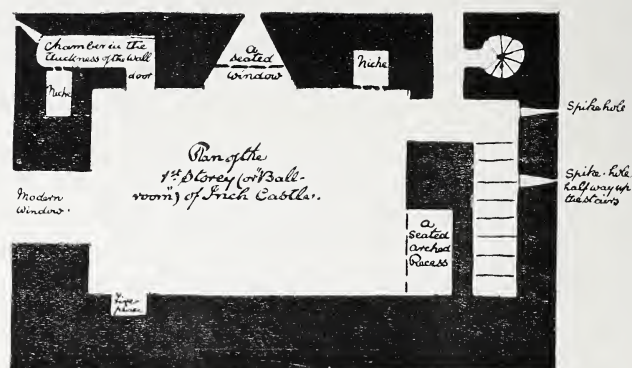 Chamber in the
thickness of the Wall
door
Niche
A
seated
window
Niche
Spike hole
Spike-hole
half way up
the stairs
Plan of the
1st Storey (or "Ball-
room") of Inch Castle.
Modern
Window.
A
seated
arched
Recess
fire-
place